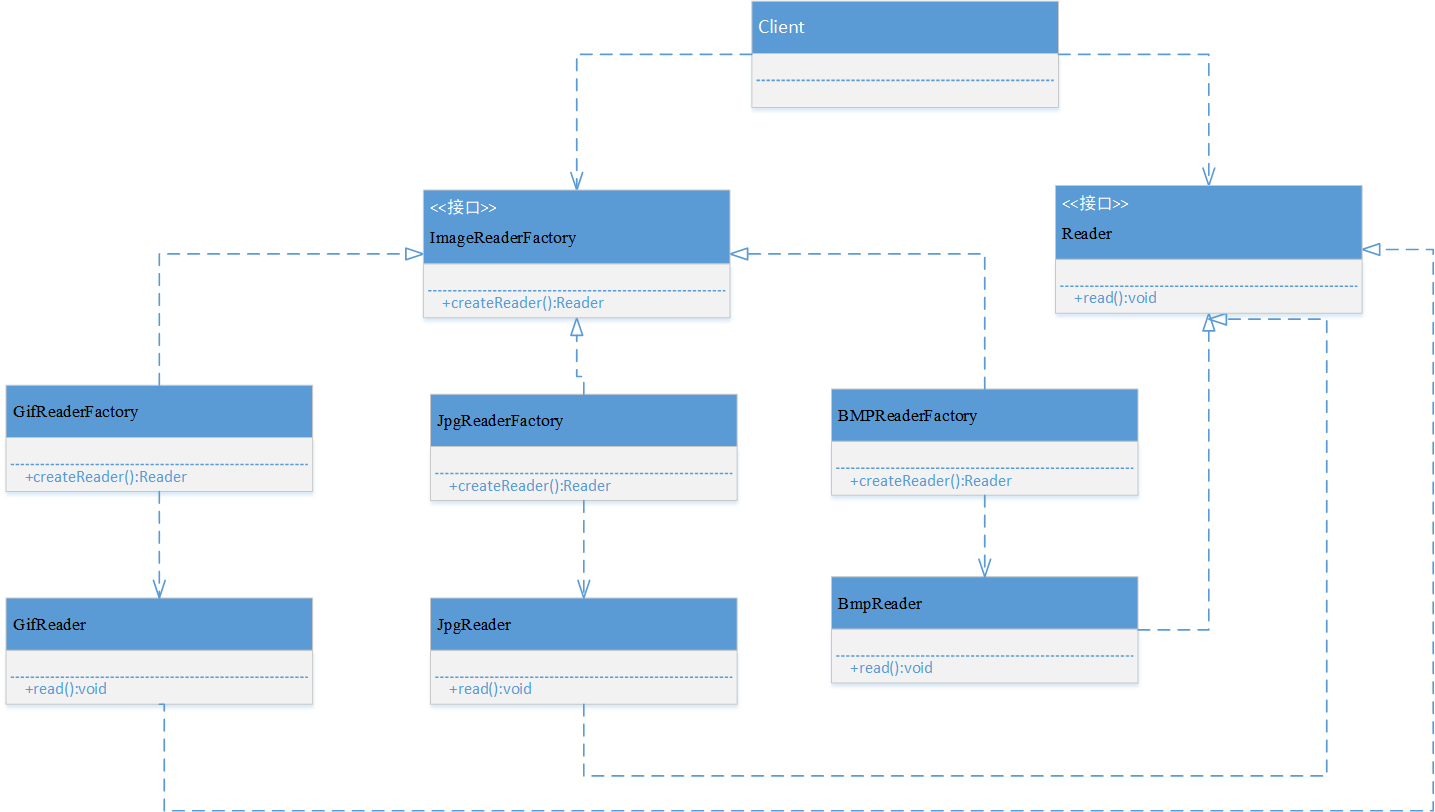 Client
<<接口>>
ImageReaderFactory
+createReader():Reader
<<接口>>
Reader
+read():void
GifReaderFactory
+createReader():Reader
JpgReaderFactory
+createReader():Reader
BMPReaderFactory
+createReader():Reader
GifReader
+read():void
JpgReader
+read():void
BmpReader
+read():void